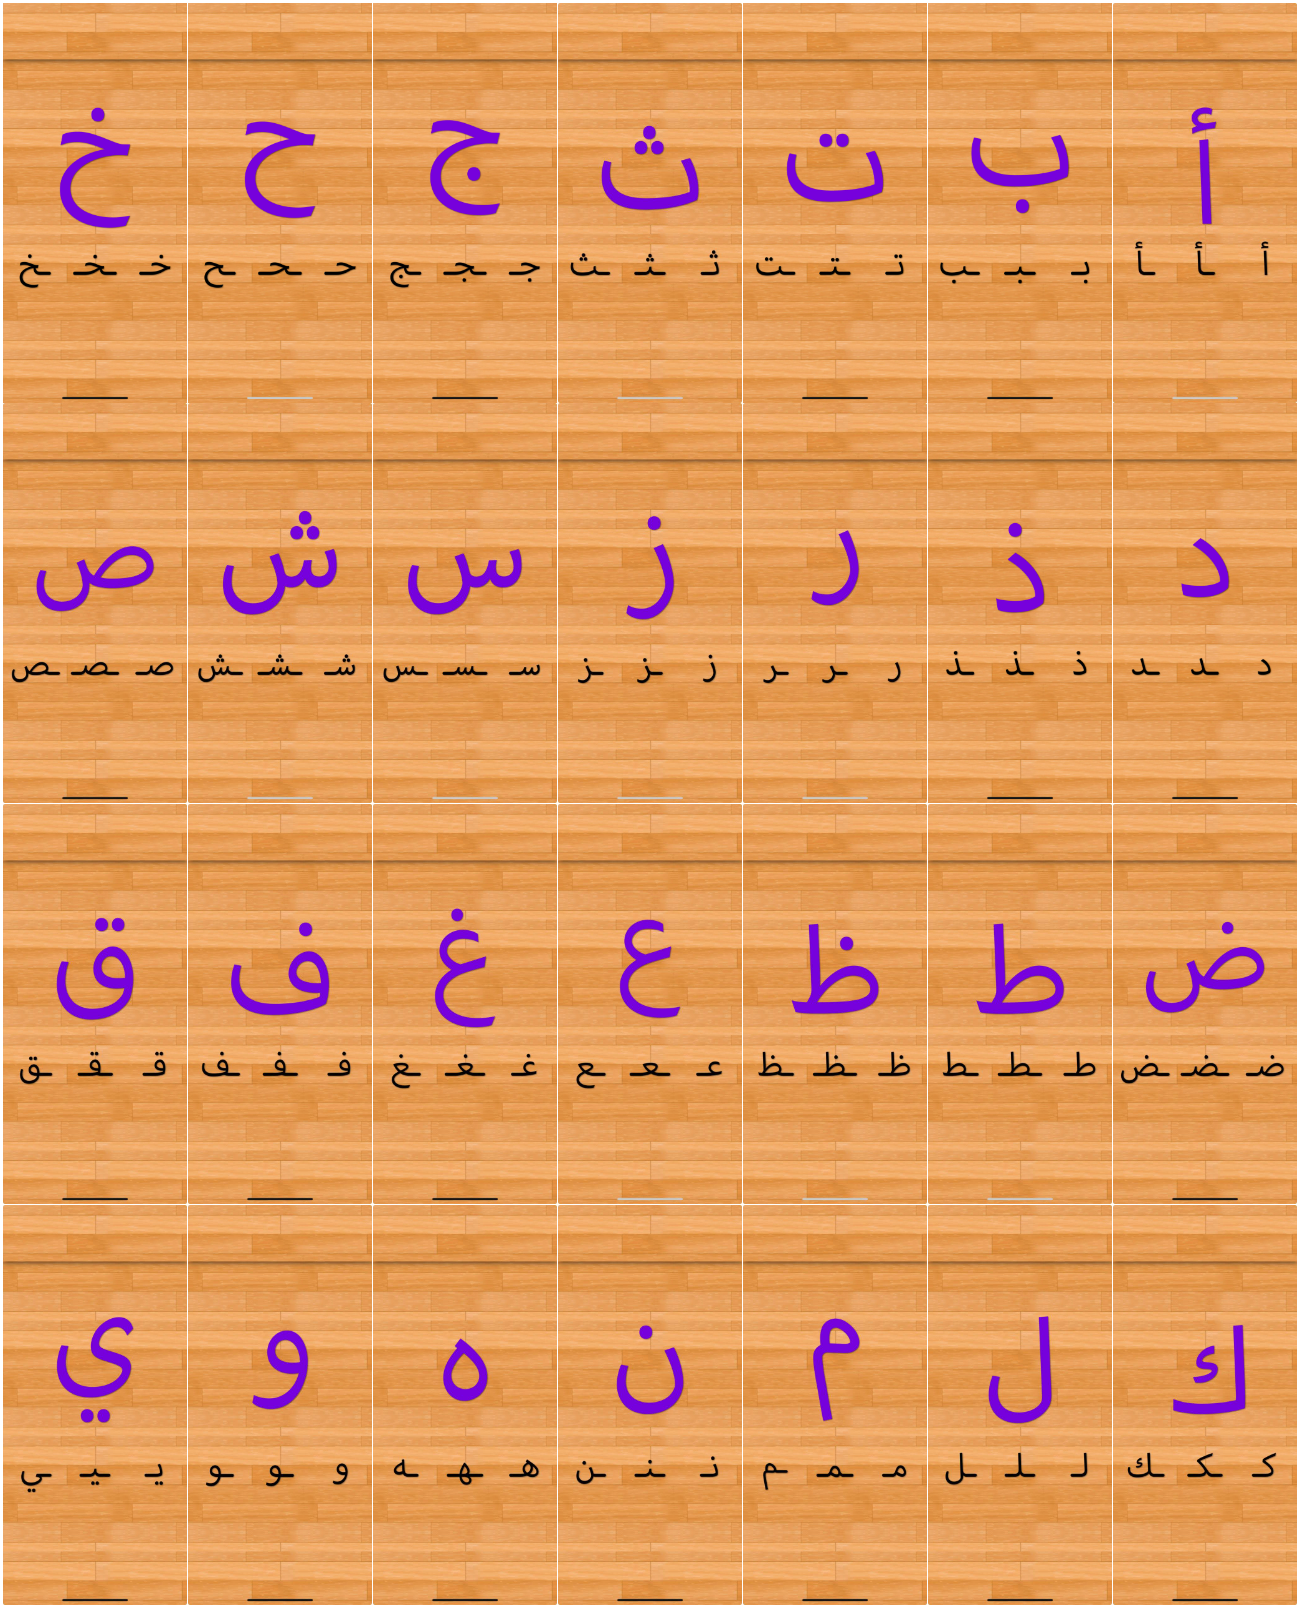 أ ب ت ث ج ح خ
أ ـأ ـأ بـ ـبـ ـب تـ ـتـ ـت ثـ ـثـ ـث جـ ـجـ ـج حـ ـحـ ـح خـ ـخـ ـخ
د ذ ر ز س ش ص
د ـد ـد ذ ـذ ـذ ر ـر ـر ز ـز ـز سـ ـسـ ـس شـ ـشـ ـش صـ ـصـ ـص
ض ط ظ ع غ ف ق
ضـ ـضـ ـض طـ ـطـ ـط ظـ ـظـ ـظ عـ ـعـ ـع غـ ـغـ ـغ فـ ـفـ ـف قـ ـقـ ـق
ك ل م ن ه و ي
كـ ـكـ ـك لـ ـلـ ـل مـ ـمـ ـم نـ ـنـ ـن هـ ـهـ ـه و ـو ـو يـ ـيـ ـي